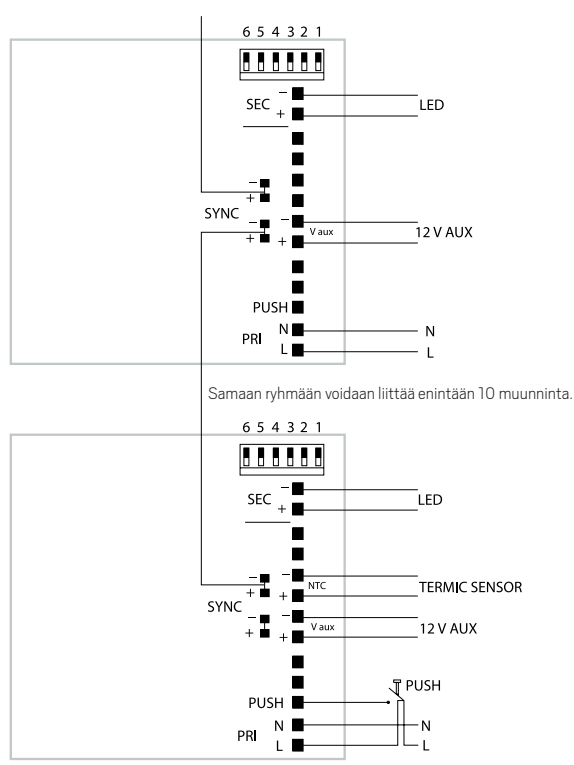 6 5 4 3 2 1
−
SEC
+
LED
−
+
SYNC
−
+
−
V aux
+
12 V AUX
PUSH
N
PRI
L
N
L
Samaan ryhmään voidaan liittää enintään 10 muunninta.
6 5 4 3 2 1
−
SEC
+
LED
−
+
SYNC
−
+
−
NTC
+
TERMIC SENSOR
−
V aux
+
12 V AUX
PUSH
PUSH
N
PRI
L
N
L